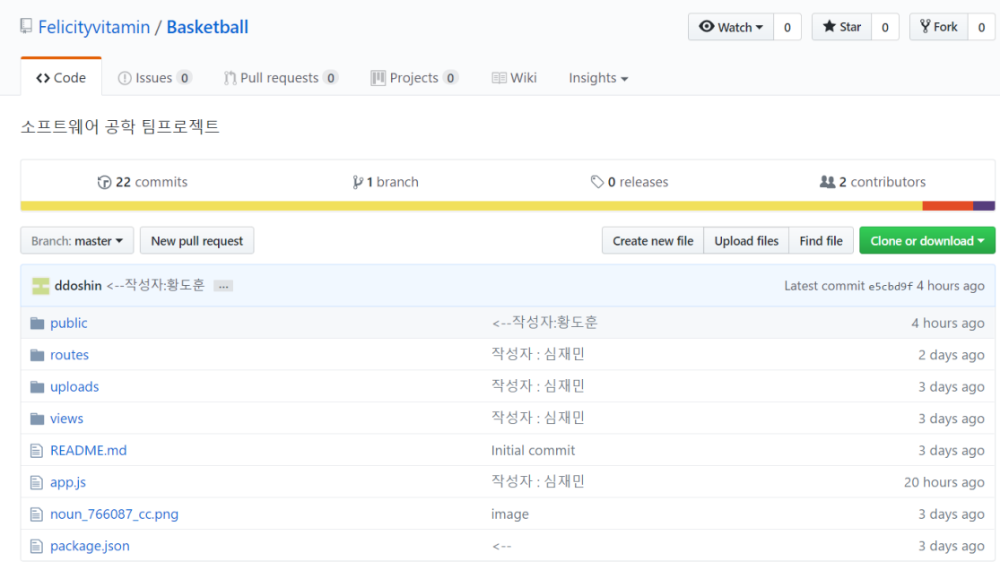 Felicityvitamin / Basketball
Watch 0 Star 0 Fork 0
Code Issues 0 Pull requests 0 Projects 0 Wiki Insights
소프트웨어 공학 팀프로젝트
22 commits 1 branch 0 releases 2 contributors
Branch: master New pull request Create new file Upload files Find file Clone or download
ddoshin <--작성자:황도훈 ... Latest commit e5cbd9f 4 hours ago
public <--작성자:황도훈 4 hours ago
routes 작성자 : 심재민 2 days ago
uploads 작성자 : 심재민 3 days ago
views 작성자 : 심재민 3 days ago
README.md Initial commit 3 days ago
app.js 작성자 : 심재민 20 hours ago
noun_766087_cc.png image 3 days ago
package.json <-- 3 days ago